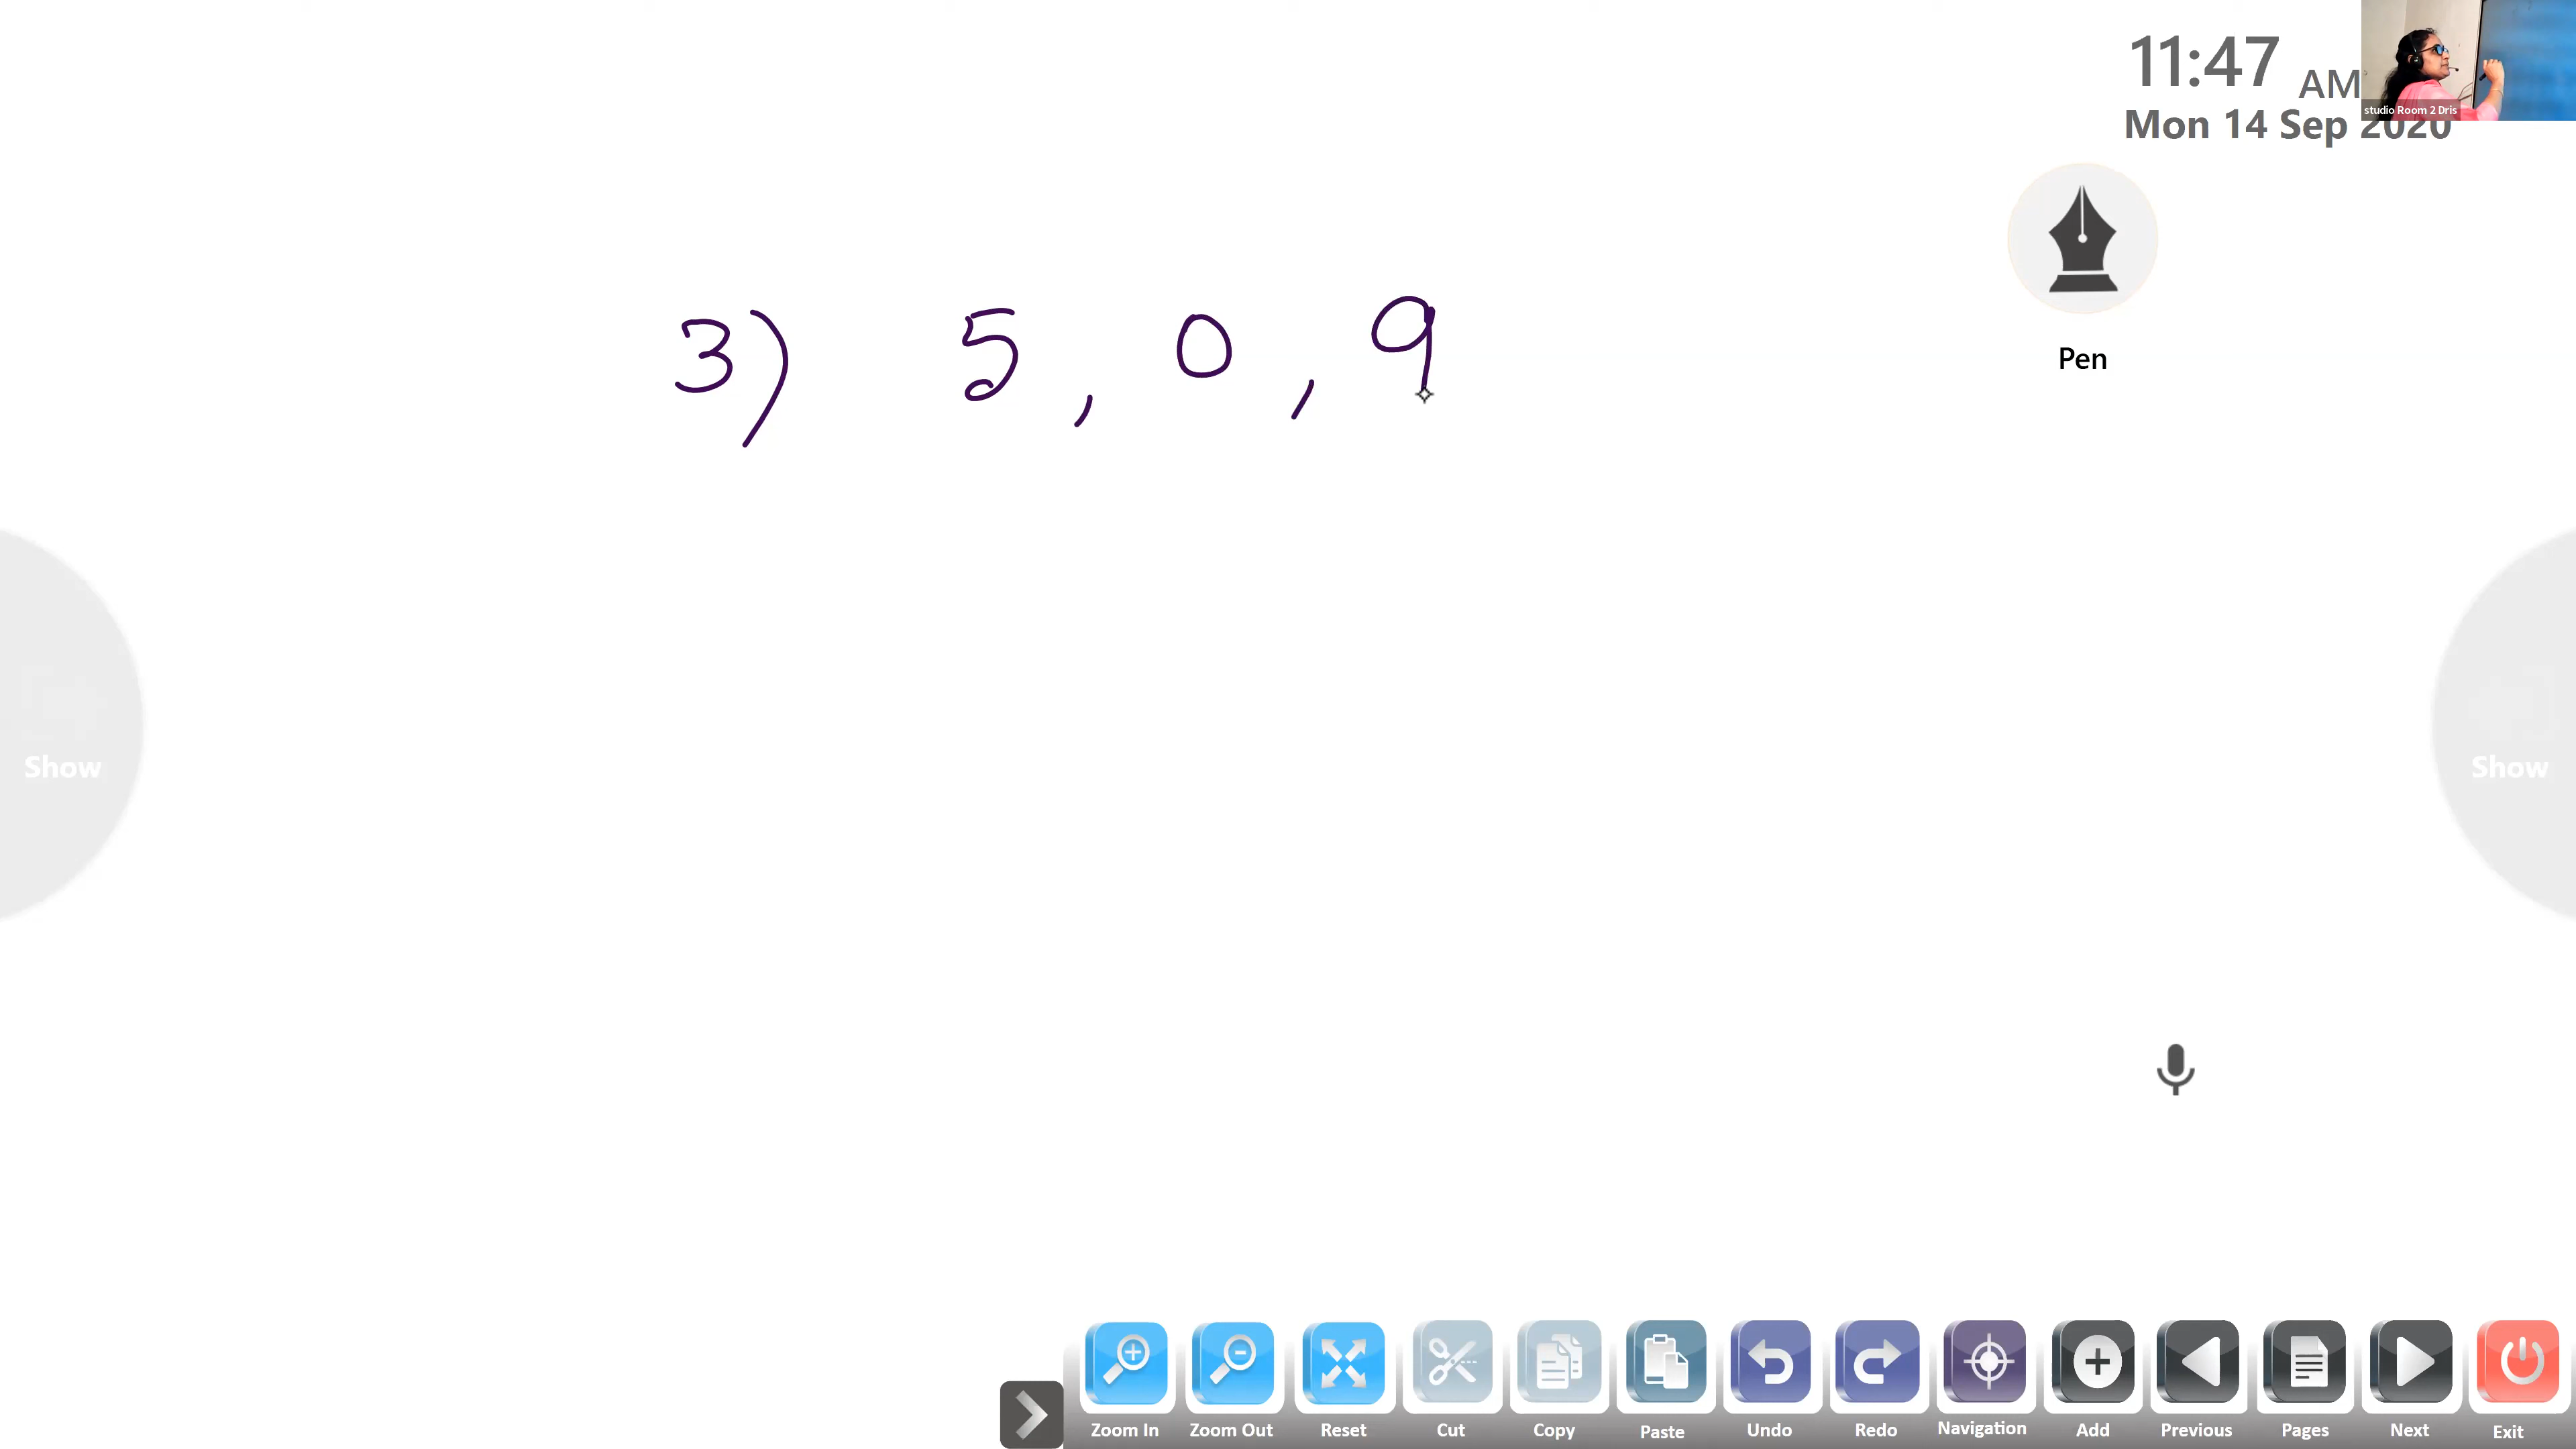 11:47 AM
studio Room 2 Dris
Mon 14 Sep 2020
Pen
3) 5, 0, 9
Show Show
Zoom In Zoom Out Reset Cut Copy Paste Undo Redo Navigation Add Previous Pages Next Exit